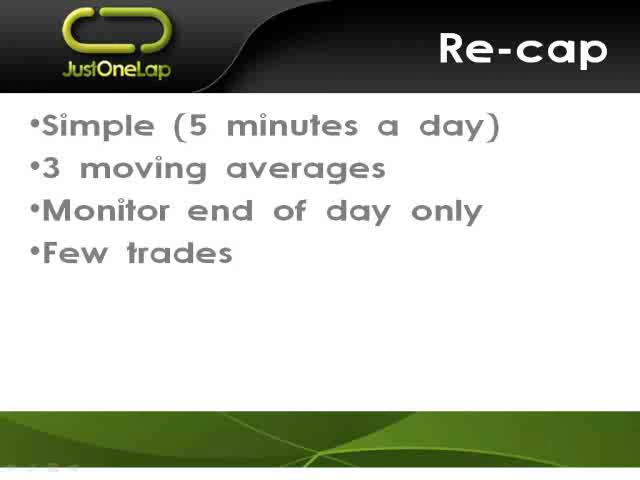 JustOneLap
Re-cap
•Simple (5 minutes a day)
•3 moving averages
•Monitor end of day only
•Few trades